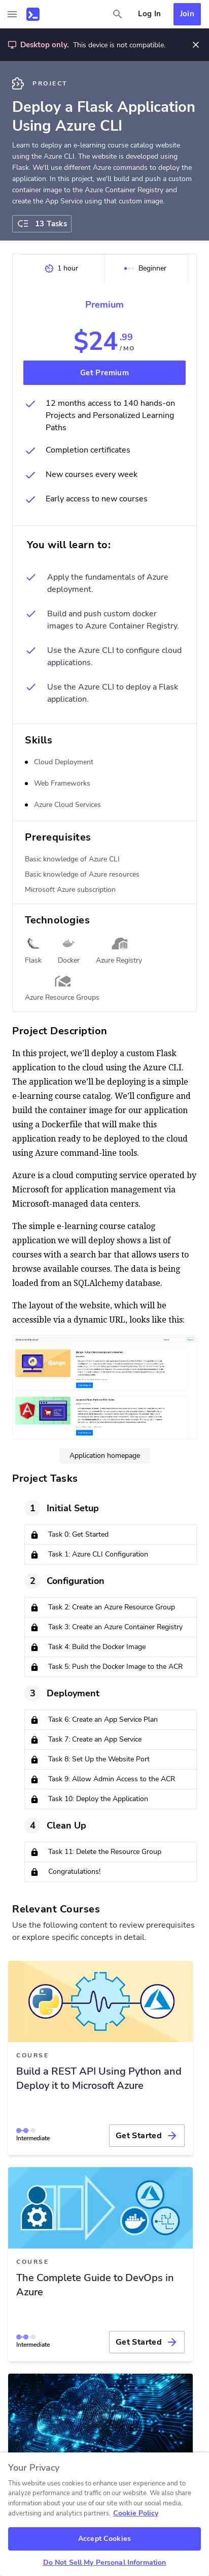 Log In
Join
Desktop only. This device is not compatible.
PROJECT
Deploy a Flask Application
Using Azure CLI
Learn to deploy an e-learning course catalog website
using the Azure CLI. The website is developed using
Flask. We'll use different Azure commands to deploy the
application. In this project, we'll build and push a custom
container image to the Azure Container Registry and
create the App Service using that custom image.
13 Tasks
1 hour
Beginner
Premium
$24.99
/MO
Get Premium
12 months access to 140 hands-on
Projects and Personalized Learning
Paths
Completion certificates
New courses every week
Early access to new courses
You will learn to:
Apply the fundamentals of Azure
deployment.
Build and push custom docker
images to Azure Container Registry.
Use the Azure CLI to configure cloud
applications.
Use the Azure CLI to deploy a Flask
application.
Skills
Cloud Deployment
Web Frameworks
Azure Cloud Services
Prerequisites
Basic knowledge of Azure CLI
Basic knowledge of Azure resources
Microsoft Azure subscription
Technologies
Flask
Docker
Azure Registry
Azure Resource Groups
Project Description
In this project, we'll deploy a custom Flask
application to the cloud using the Azure CLI.
The application we'll be deploying is a simple
e-learning course catalog. We'll configure and
build the container image for our application
using a Dockerfile that will make this
application ready to be deployed to the cloud
using Azure command-line tools.
Azure is a cloud computing service operated by
Microsoft for application management via
Microsoft-managed data centers.
The simple e-learning course catalog
application we will deploy shows a list of
courses with a search bar that allows users to
browse available courses. The data is being
loaded from an SQLAlchemy database.
The layout of the website, which will be
accessible via a dynamic URL, looks like this:
django
Application homepage
Project Tasks
1 Initial Setup
Task 0: Get Started
Task 1: Azure CLI Configuration
2 Configuration
Task 2: Create an Azure Resource Group
Task 3: Create an Azure Container Registry
Task 4: Build the Docker Image
Task 5: Push the Docker Image to the ACR
3 Deployment
Task 6: Create an App Service Plan
Task 7: Create an App Service
Task 8: Set Up the Website Port
Task 9: Allow Admin Access to the ACR
Task 10: Deploy the Application
4 Clean Up
Task 11: Delete the Resource Group
Congratulations!
Relevant Courses
Use the following content to review prerequisites
or explore specific concepts in detail.
COURSE
Build a REST API Using Python and
Deploy it to Microsoft Azure
Intermediate
Get Started
COURSE
The Complete Guide to DevOps in
Azure
Intermediate
Get Started
Your Privacy
This website uses cookies to enhance user experience and to
analyze performance and traffic on our website. We also share
information about your use of our site with our social media,
advertising and analytics partners. Cookie Policy
Accept Cookies
Do Not Sell My Personal Information